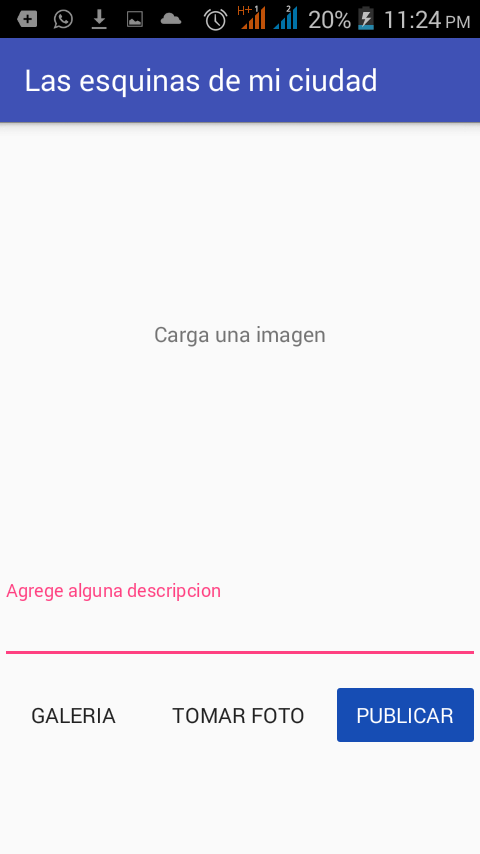 H+ 1 2 20% 11:24 PM
Las esquinas de mi ciudad
Carga una imagen
Agrege alguna descripcion
GALERIA TOMAR FOTO PUBLICAR